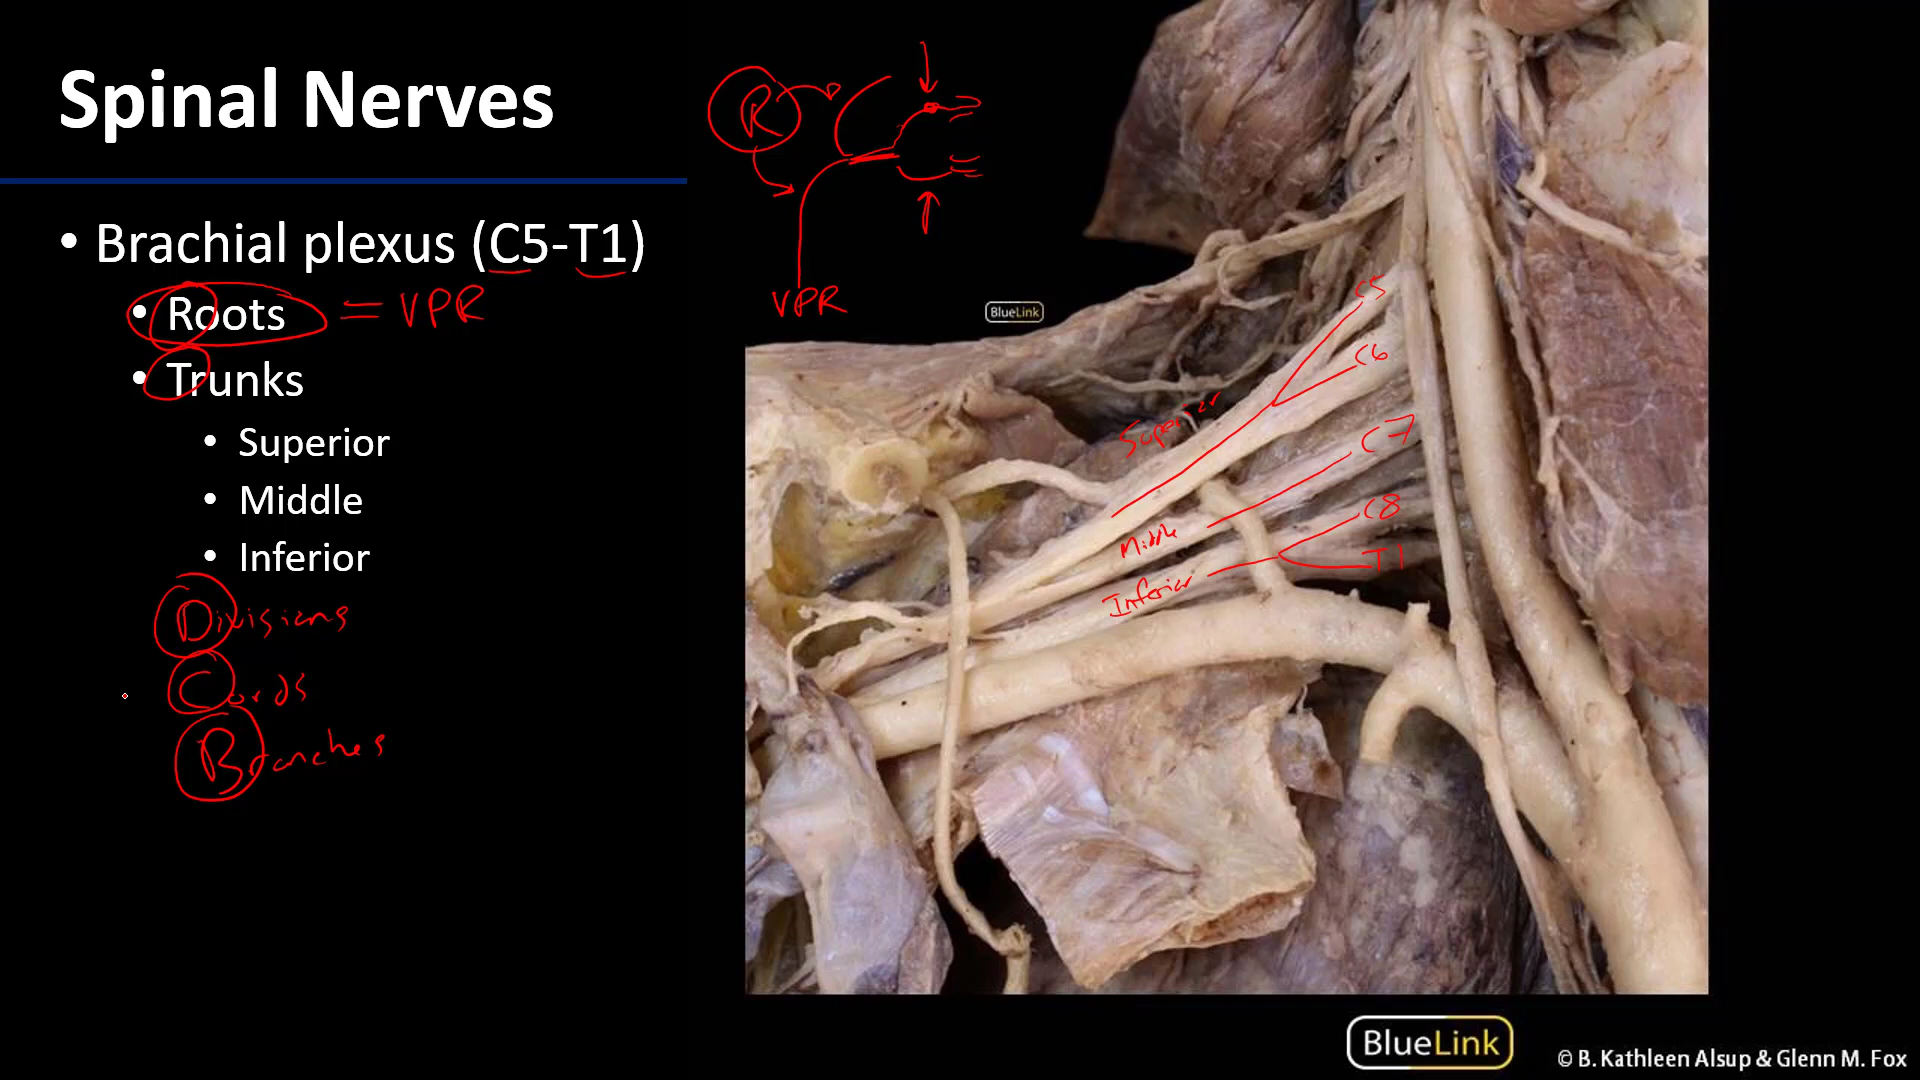 Spinal Nerves
• Brachial plexus (C5-T1)
• Roots = VPR
• Trunks
• Superior
• Middle
• Inferior
Divisions
Cords
Branches
R
VPR
BlueLink
C5
C6
Superior
C7
Middle
C8
Inferior
T1
BlueLink
© B. Kathleen Alsup & Glenn M. Fox